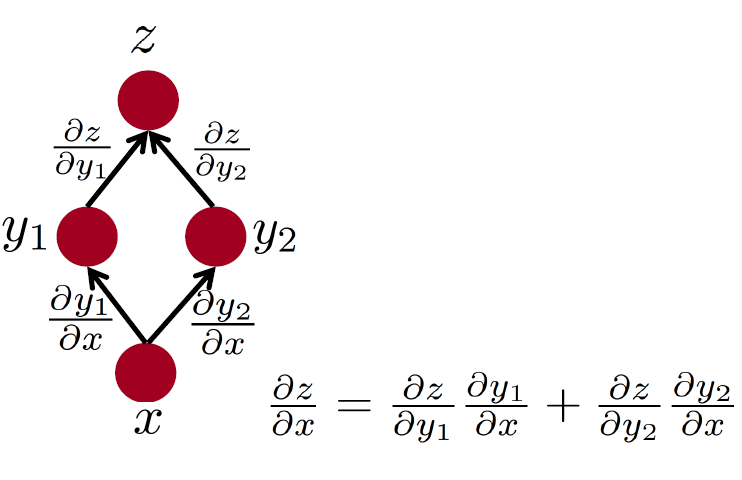 z
∂z/∂y₁ ∂z/∂y₂
y₁ y₂
∂y₁/∂x ∂y₂/∂x
x
∂z/∂x = ∂z/∂y₁ ∂y₁/∂x + ∂z/∂y₂ ∂y₂/∂x